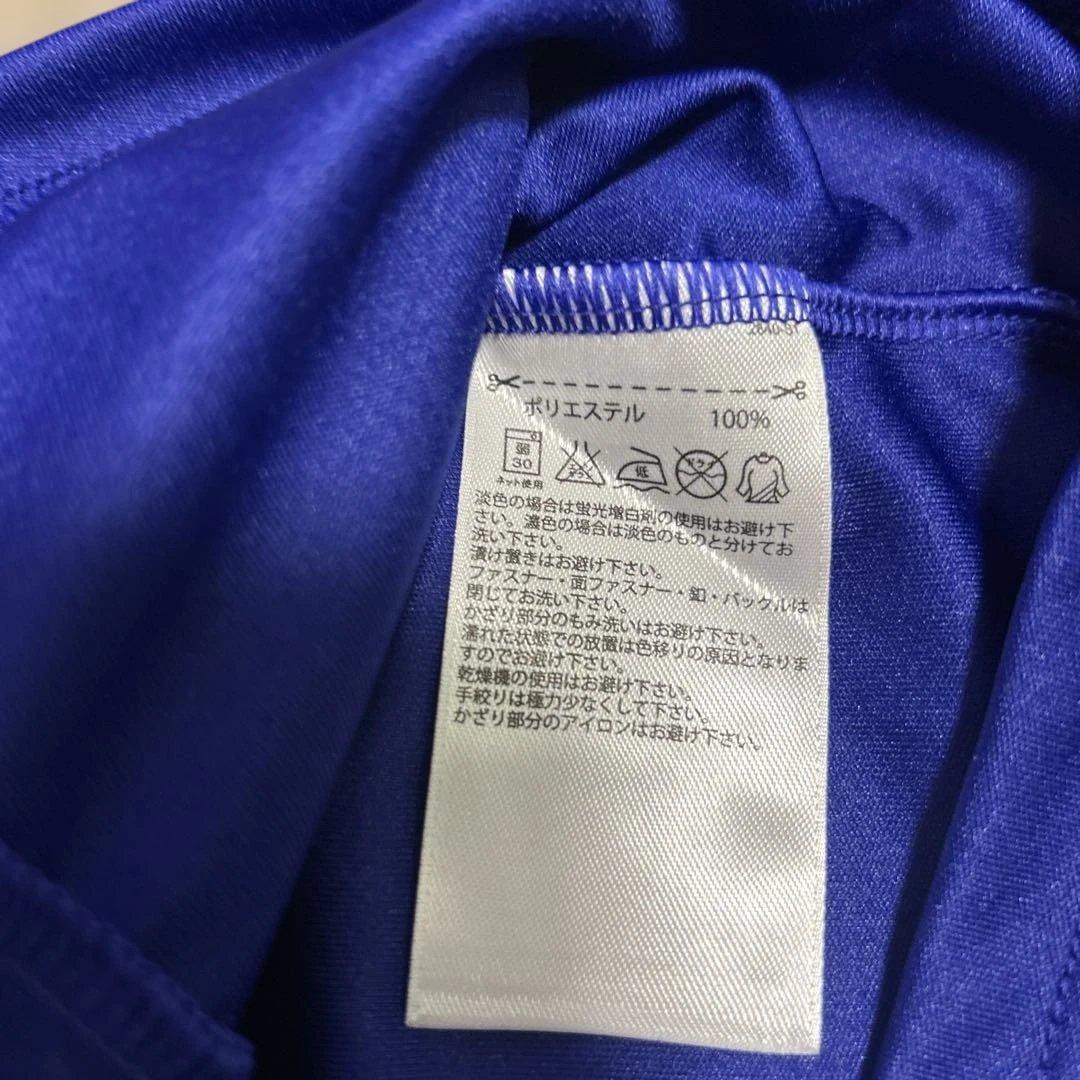 ポリエステル 100%
弱
30
ネット使用
エンソ
低
ドライ
淡色の場合は蛍光増白剤の使用はお避け下
さい。濃色の場合は淡色のものと分けてお
洗い下さい。
漬け置きはお避け下さい。
ファスナー・面ファスナー・釦・バックルは
閉じてお洗い下さい。
かざり部分のもみ洗いはお避け下さい。
濡れた状態での放置は色移りの原因となりま
すのでお避け下さい。
乾燥機の使用はお避け下さい。
手絞りは極力少なくして下さい。
かざり部分のアイロンはお避け下さい。